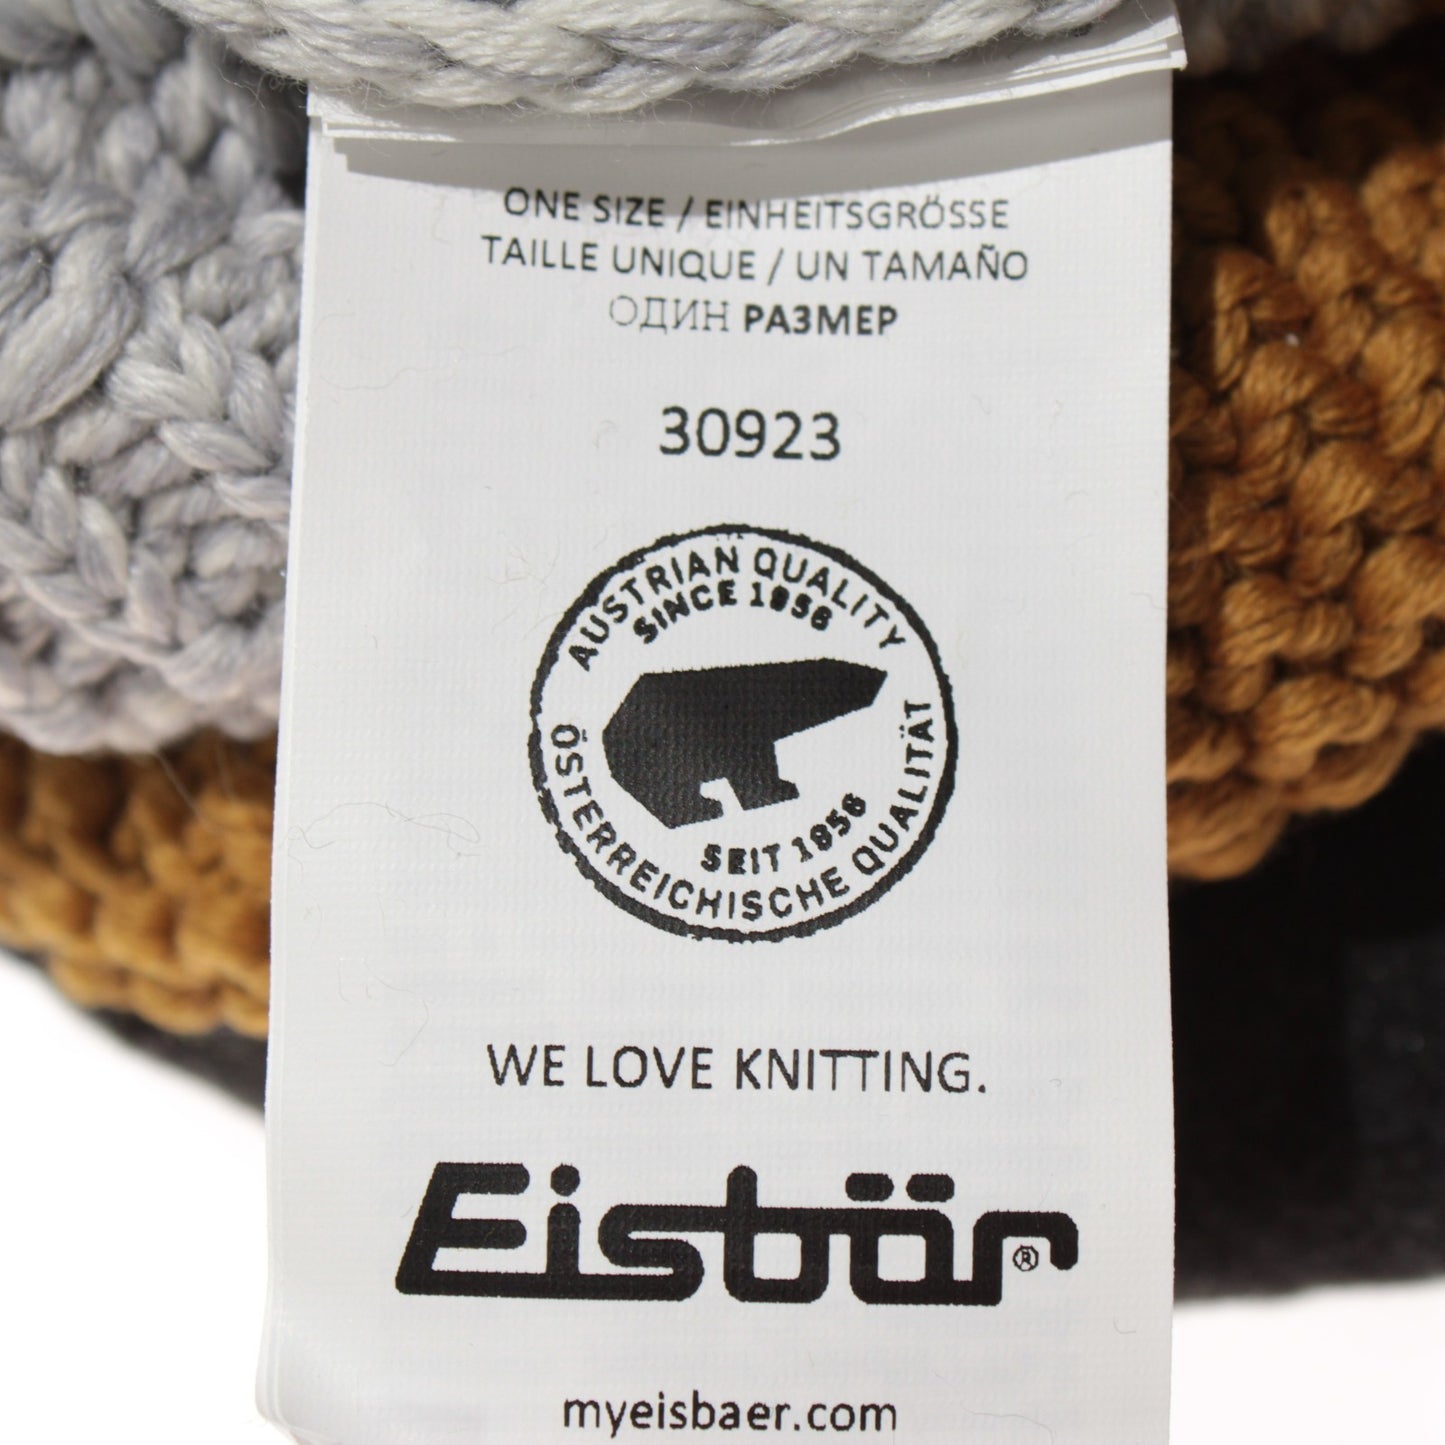 ONE SIZE / EINHEITSGRÖSSE
TAILLE UNIQUE / UN TAMAÑO
ОДИН РАЗМЕР
30923
AUSTRIAN QUALITY
SINCE 1956
SEIT 1956
ÖSTERREICHISCHE QUALITÄT
WE LOVE KNITTING.
Eisbär®
myeisbaer.com